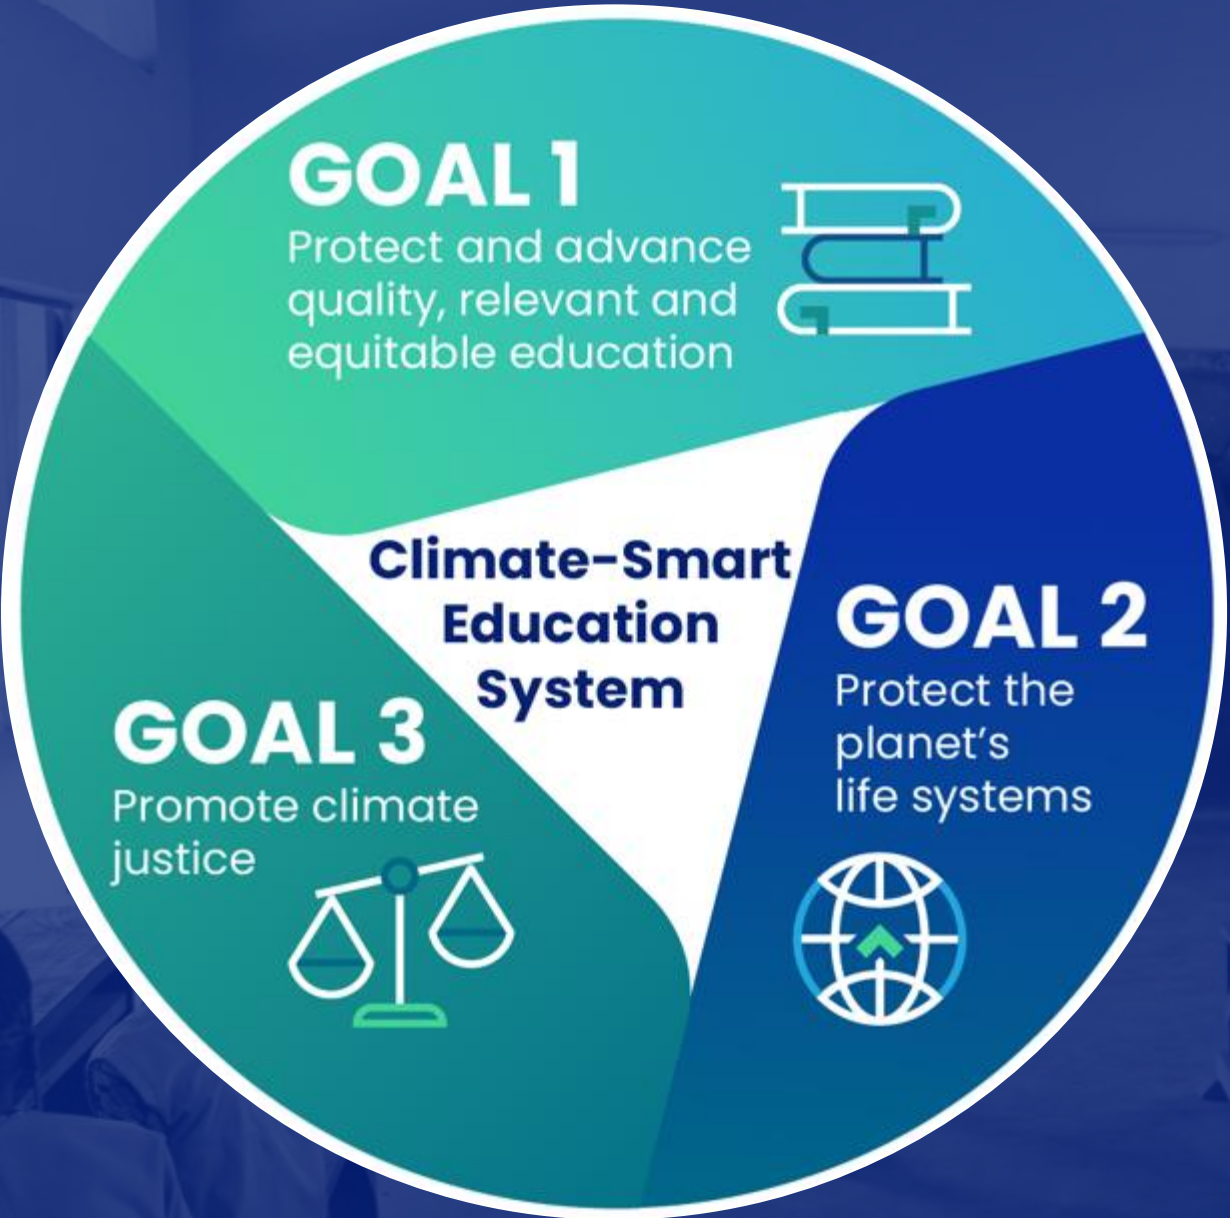 GOAL 1
Protect and advance
quality, relevant and
equitable education
Climate-Smart
Education
System
GOAL 2
Protect the
planet's
life systems
GOAL 3
Promote climate
justice